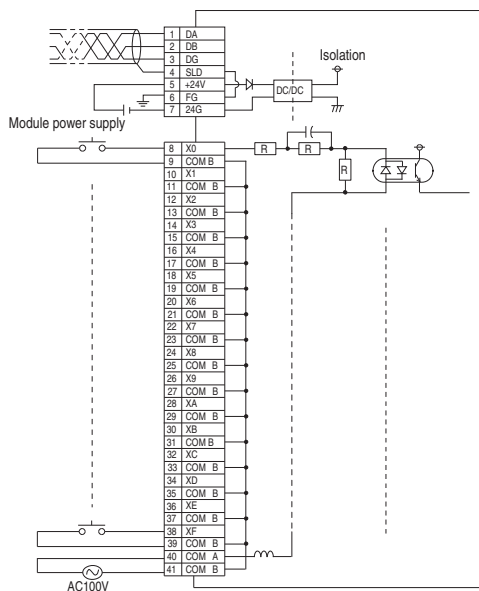 1 DA
2 DB
3 DG
4 SLD
5 +24V
6 FG
7 24G
Isolation
DC/DC
Module power supply
8 X0
9 COM B
10 X1
11 COM B
12 X2
13 COM B
14 X3
15 COM B
16 X4
17 COM B
18 X5
19 COM B
20 X6
21 COM B
22 X7
23 COM B
24 X8
25 COM B
26 X9
27 COM B
28 XA
29 COM B
30 XB
31 COM B
32 XC
33 COM B
34 XD
35 COM B
36 XE
37 COM B
38 XF
39 COM B
40 COM A
41 COM B
R
R
R
AC100V